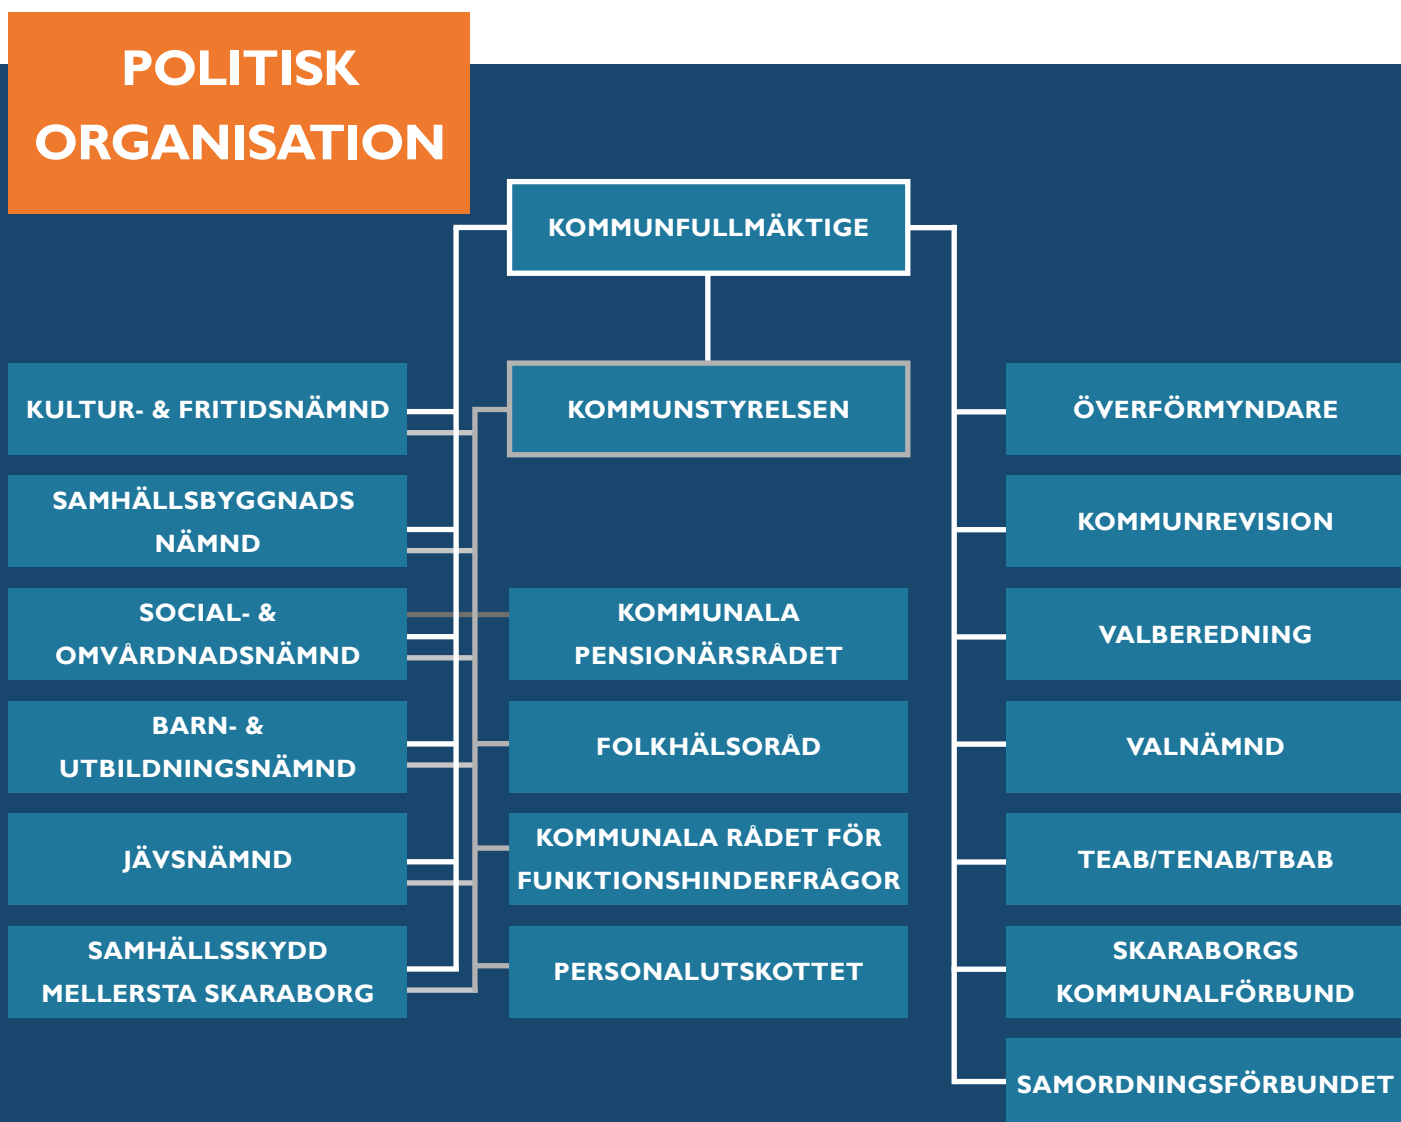 POLITISK
ORGANISATION
KOMMUNFULLMÄKTIGE
KOMMUNSTYRELSEN
KULTUR- & FRITIDSNÄMND
SAMHÄLLSBYGGNADS
NÄMND
SOCIAL- &
OMVÅRDNADSNÄMND
BARN- &
UTBILDNINGSNÄMND
JÄVSNÄMND
SAMHÄLLSSKYDD
MELLERSTA SKARABORG
KOMMUNALA
PENSIONÄRSRÅDET
FOLKHÄLSORÅD
KOMMUNALA RÅDET FÖR
FUNKTIONSHINDERFRÅGOR
PERSONALUTSKOTTET
ÖVERFÖRMYNDARE
KOMMUNREVISION
VALBEREDNING
VALNÄMND
TEAB/TENAB/TBAB
SKARABORGS
KOMMUNALFÖRBUND
SAMORDNINGSFÖRBUNDET